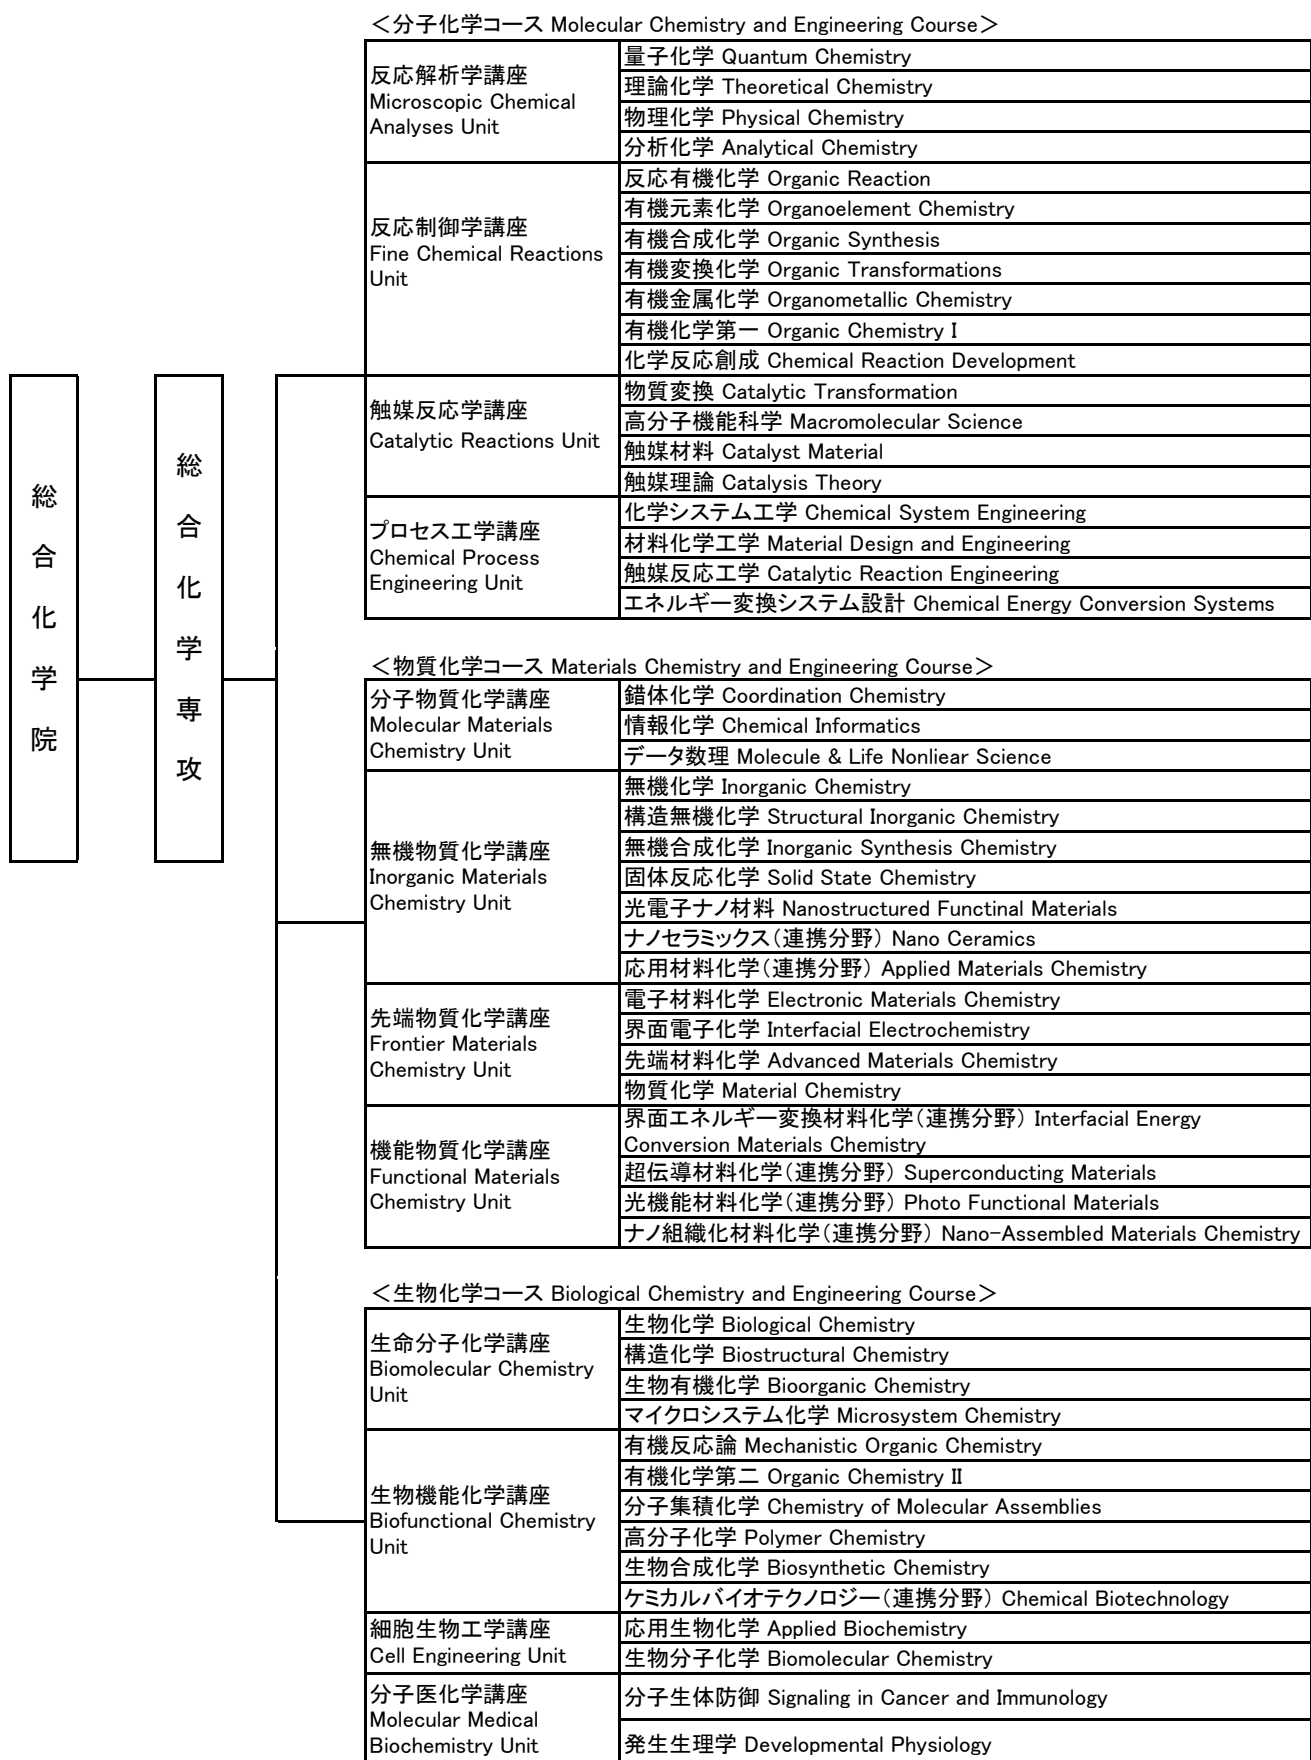 総合化学院
総合化学専攻
＜分子化学コース Molecular Chemistry and Engineering Course＞
反応解析学講座
Microscopic Chemical
Analyses Unit
量子化学 Quantum Chemistry
理論化学 Theoretical Chemistry
物理化学 Physical Chemistry
分析化学 Analytical Chemistry
反応制御学講座
Fine Chemical Reactions
Unit
反応有機化学 Organic Reaction
有機元素化学 Organoelement Chemistry
有機合成化学 Organic Synthesis
有機変換化学 Organic Transformations
有機金属化学 Organometallic Chemistry
有機化学第一 Organic Chemistry I
化学反応創成 Chemical Reaction Development
触媒反応学講座
Catalytic Reactions Unit
物質変換 Catalytic Transformation
高分子機能科学 Macromolecular Science
触媒材料 Catalyst Material
触媒理論 Catalysis Theory
プロセス工学講座
Chemical Process
Engineering Unit
化学システム工学 Chemical System Engineering
材料化学工学 Material Design and Engineering
触媒反応工学 Catalytic Reaction Engineering
エネルギー変換システム設計 Chemical Energy Conversion Systems
＜物質化学コース Materials Chemistry and Engineering Course＞
分子物質化学講座
Molecular Materials
Chemistry Unit
錯体化学 Coordination Chemistry
情報化学 Chemical Informatics
データ数理 Molecule & Life Nonliear Science
無機物質化学講座
Inorganic Materials
Chemistry Unit
無機化学 Inorganic Chemistry
構造無機化学 Structural Inorganic Chemistry
無機合成化学 Inorganic Synthesis Chemistry
固体反応化学 Solid State Chemistry
光電子ナノ材料 Nanostructured Functinal Materials
ナノセラミックス（連携分野） Nano Ceramics
応用材料化学（連携分野） Applied Materials Chemistry
先端物質化学講座
Frontier Materials
Chemistry Unit
電子材料化学 Electronic Materials Chemistry
界面電子化学 Interfacial Electrochemistry
先端材料化学 Advanced Materials Chemistry
物質化学 Material Chemistry
機能物質化学講座
Functional Materials
Chemistry Unit
界面エネルギー変換材料化学（連携分野） Interfacial Energy
Conversion Materials Chemistry
超伝導材料化学（連携分野） Superconducting Materials
光機能材料化学（連携分野） Photo Functional Materials
ナノ組織化材料化学（連携分野） Nano-Assembled Materials Chemistry
＜生物化学コース Biological Chemistry and Engineering Course＞
生命分子化学講座
Biomolecular Chemistry
Unit
生物化学 Biological Chemistry
構造化学 Biostructural Chemistry
生物有機化学 Bioorganic Chemistry
マイクロシステム化学 Microsystem Chemistry
生物機能化学講座
Biofunctional Chemistry
Unit
有機反応論 Mechanistic Organic Chemistry
有機化学第二 Organic Chemistry II
分子集積化学 Chemistry of Molecular Assemblies
高分子化学 Polymer Chemistry
生物合成化学 Biosynthetic Chemistry
ケミカルバイオテクノロジー（連携分野） Chemical Biotechnology
細胞生物工学講座
Cell Engineering Unit
応用生物化学 Applied Biochemistry
生物分子化学 Biomolecular Chemistry
分子医化学講座
Molecular Medical
Biochemistry Unit
分子生体防御 Signaling in Cancer and Immunology
発生生理学 Developmental Physiology